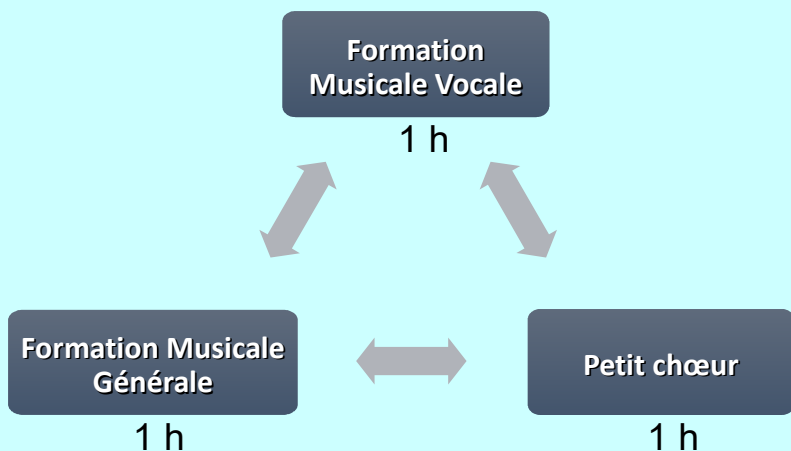 Formation
Musicale Vocale
1 h
Formation Musicale
Générale
1 h
Petit chœur
1 h